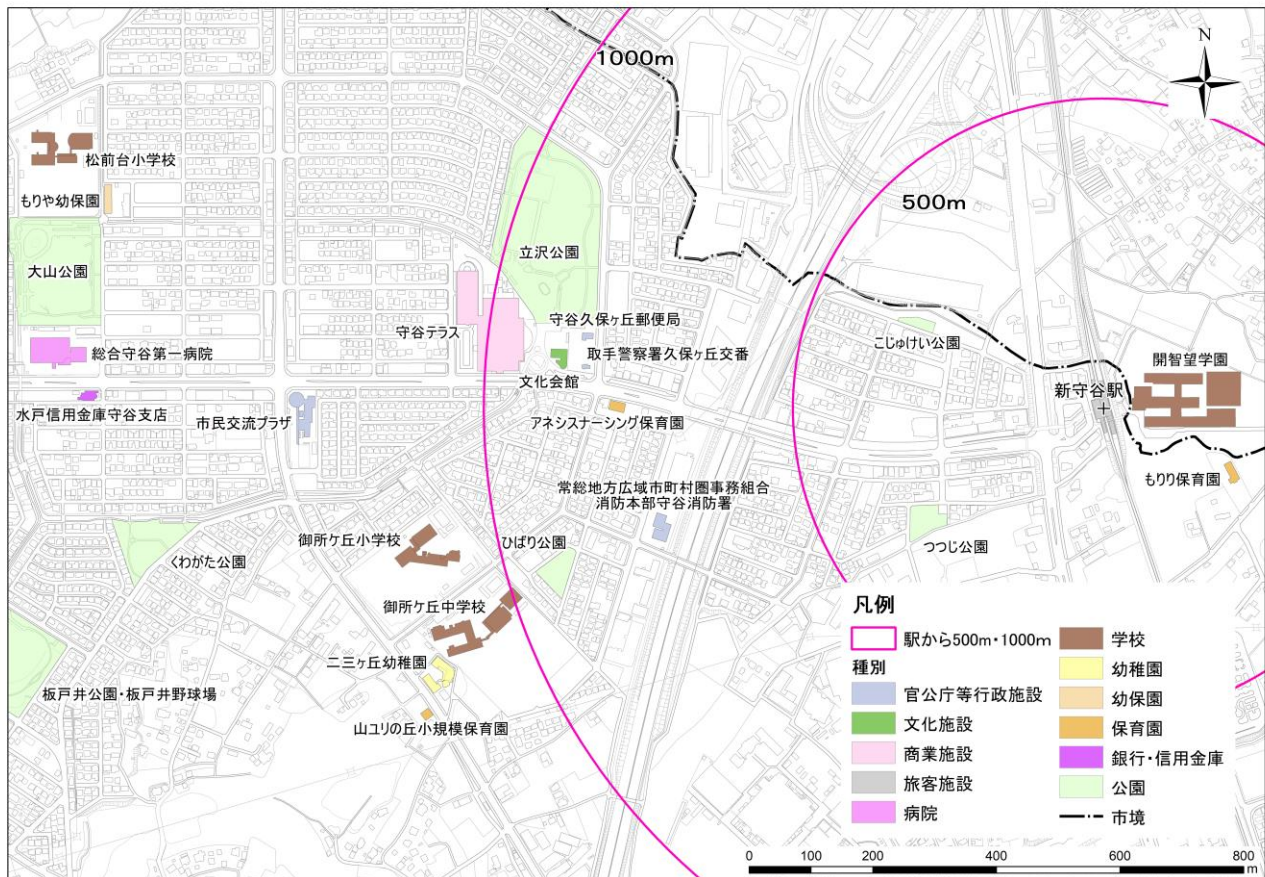 1000m
N
松前台小学校
もりや幼保園
500m
立沢公園
大山公園
守谷久保ヶ丘郵便局
守谷テラス
こじゅけい公園
総合守谷第一病院
取手警察署久保ヶ丘交番
開智望学園
文化会館
新守谷駅
水戸信用金庫守谷支店
市民交流プラザ
アネシスナーシング保育園
もりり保育園
常総地方広域市町村圏事務組合
消防本部守谷消防署
御所ケ丘小学校
ひばり公園
つつじ公園
くわがた公園
御所ケ丘中学校
二三ヶ丘幼稚園
板戸井公園・板戸井野球場
山ユリの丘小規模保育園
凡例
駅から500m・1000m
種別
官公庁等行政施設
文化施設
商業施設
旅客施設
病院
学校
幼稚園
幼保園
保育園
銀行・信用金庫
公園
市境
0 100 200 400 600 800
m